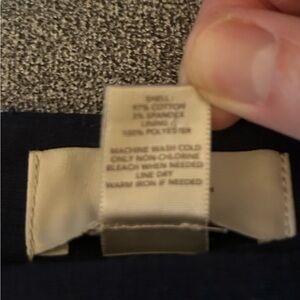 SHELL:
97% COTTON
3% SPANDEX
LINING:
100% POLYESTER
MACHINE WASH COLD
ONLY NON-CHLORINE
BLEACH WHEN NEEDED
LINE DAY
WARM IRON IF NEEDED